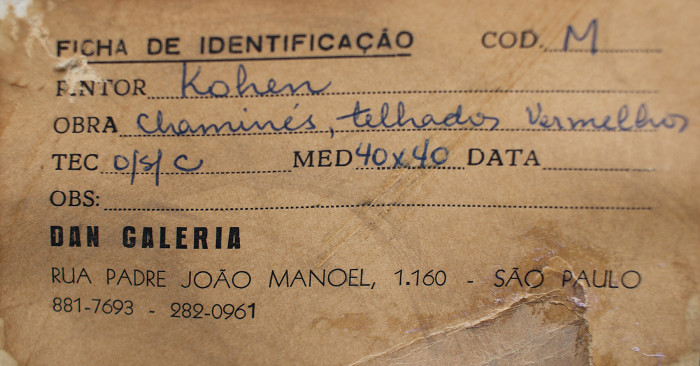 FICHA DE IDENTIFICAÇÃO COD. M
PINTOR Kohen
OBRA Chaminés, telhados vermelhos
TEC O/S/C MED 40x40 DATA
OBS:
DAN GALERIA
RUA PADRE JOÃO MANOEL, 1.160 - SÃO PAULO
881-7693 - 282-0961